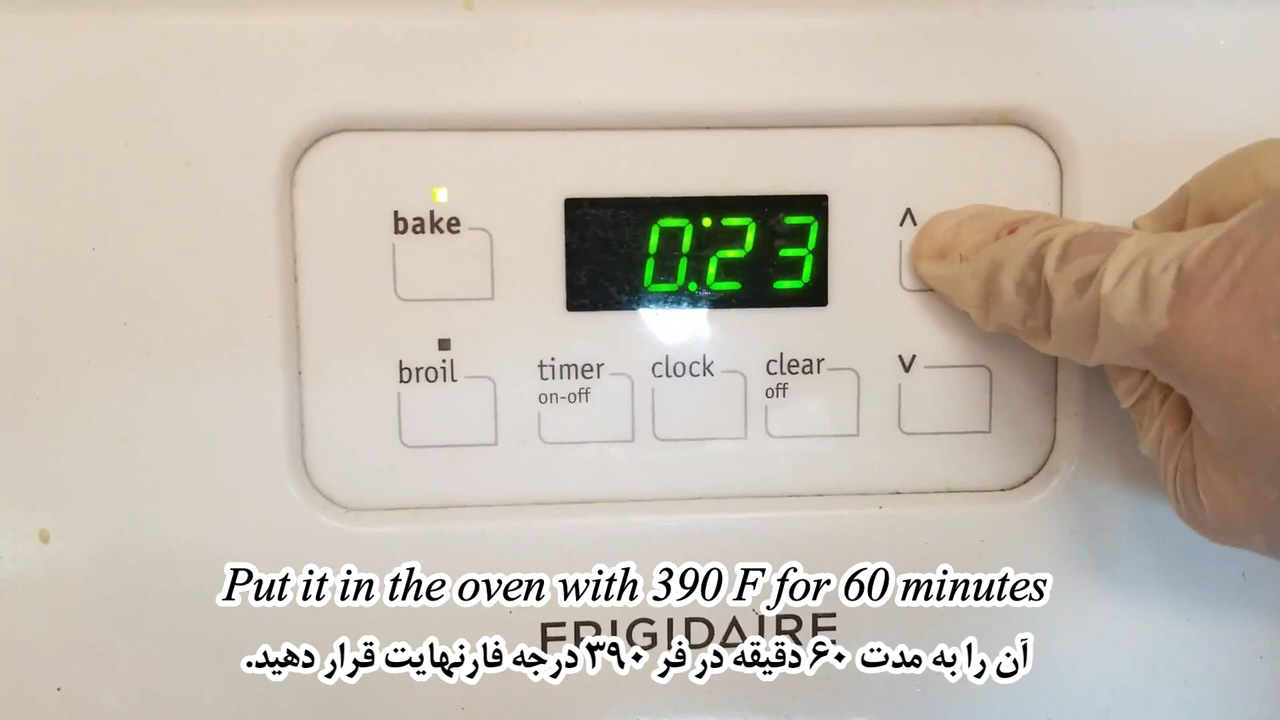 bake
0:23
^
broil
timer
on-off
clock
clear
off
v
Put it in the oven with 390 F for 60 minutes
FRIGIDAIRE
آن را به مدت ۶۰ دقیقه در فر ۳۹۰ درجه فارنهایت قرار دهید.